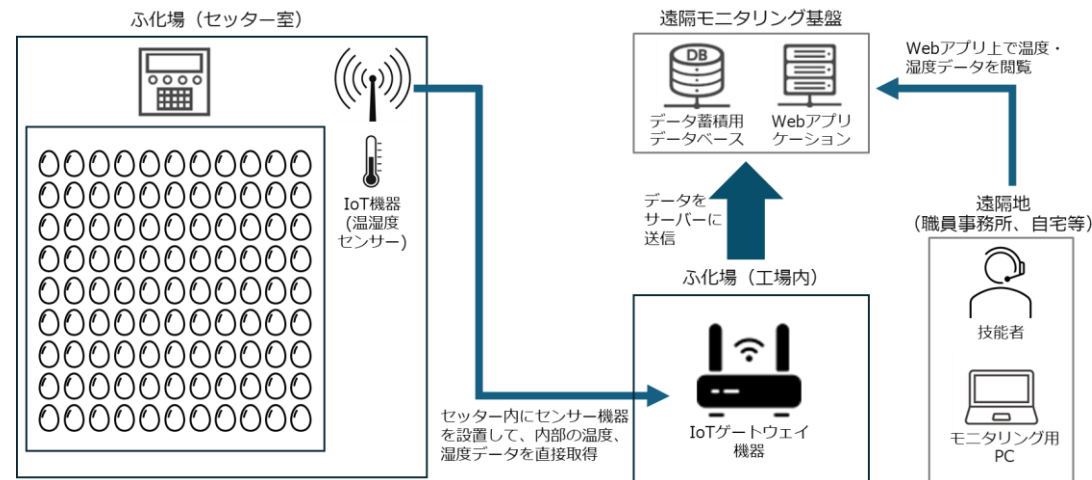 ふ化場（セッター室）
IoT機器
(温湿度
センサー)
セッター内にセンサー機器
を設置して、内部の温度、
湿度データを直接取得
遠隔モニタリング基盤
DB
データ蓄積用
データベース
Webアプリ
ケーション
データを
サーバーに
送信
ふ化場（工場内）
IoTゲートウェイ
機器
Webアプリ上で温度・
湿度データを閲覧
遠隔地
（職員事務所、自宅等）
技能者
モニタリング用
PC